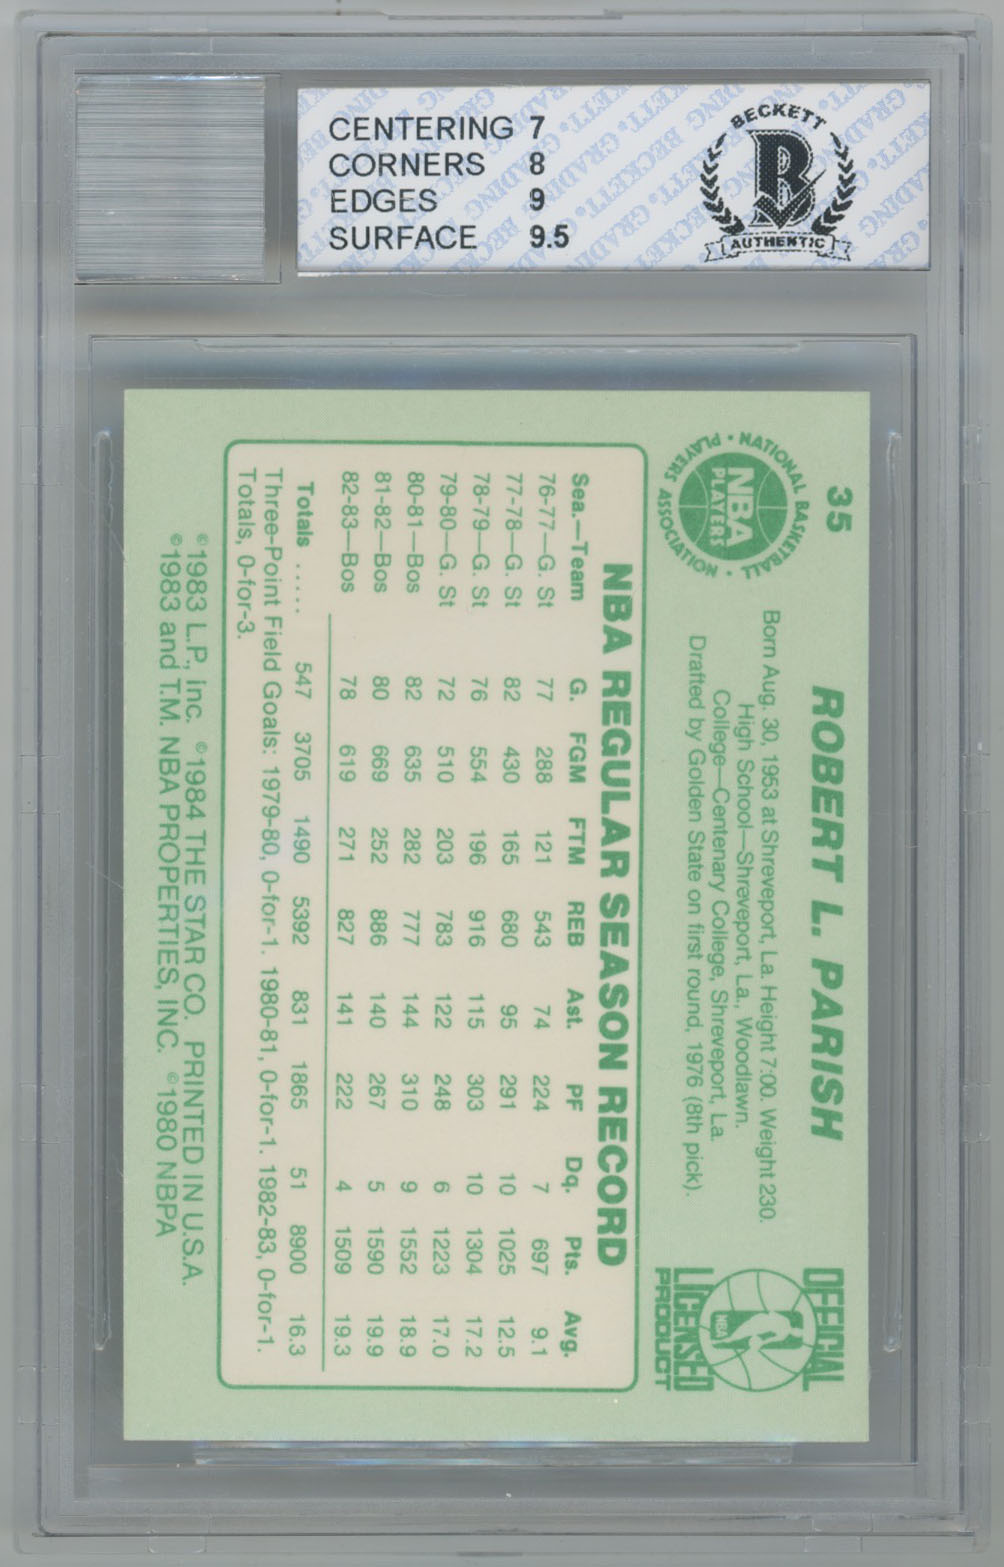 CENTERING 7
CORNERS 8
EDGES 9
SURFACE 9.5
BECKETT
B
AUTHENTIC
35
ROBERT L. PARISH
NATIONAL BASKETBALL • PLAYERS ASSOCIATION •
NBA
PLAYERS
Born Aug. 30, 1953 at Shreveport, La. Height 7:00. Weight 230.
High School—Shreveport, La., Woodlawn.
College—Centenary College, Shreveport, La.
Drafted by Golden State on first round, 1976 (8th pick).
OFFICIAL
NBA
LICENSED
PRODUCT
NBA REGULAR SEASON RECORD
Sea.—Team G. FGM FTM REB Ast. PF Dq. Pts. Avg.
76-77—G. St 77 288 121 543 74 224 7 697 9.1
77-78—G. St 82 430 165 680 95 291 10 1025 12.5
78-79—G. St 76 554 196 916 115 303 10 1304 17.2
79-80—G. St 72 510 203 783 122 248 6 1223 17.0
80-81—Bos 82 635 282 777 144 310 9 1552 18.9
81-82—Bos 80 669 252 886 140 267 5 1590 19.9
82-83—Bos 78 619 271 827 141 222 4 1509 19.3
Totals ..... 547 3705 1490 5392 831 1865 51 8900 16.3
Three-Point Field Goals: 1979-80, 0-for-1. 1980-81, 0-for-1. 1982-83, 0-for-1.
Totals, 0-for-3.
©1983 L.P., inc. ©1984 THE STAR CO. PRINTED IN U.S.A.
©1983 and T.M. NBA PROPERTIES, INC. ©1980 NBPA